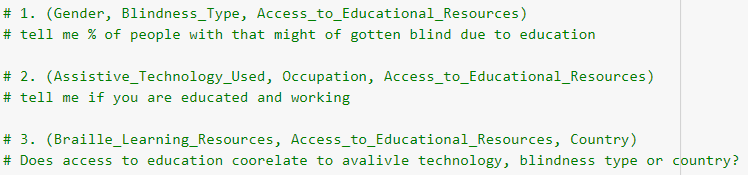 # 1. (Gender, Blindness_Type, Access_to_Educational_Resources)
# tell me % of people with that might of gotten blind due to education
# 2. (Assistive_Technology_Used, Occupation, Access_to_Educational_Resources)
# tell me if you are educated and working
# 3. (Braille_Learning_Resources, Access_to_Educational_Resources, Country)
# Does access to education coorelate to avalivle technology, blindness type or country?